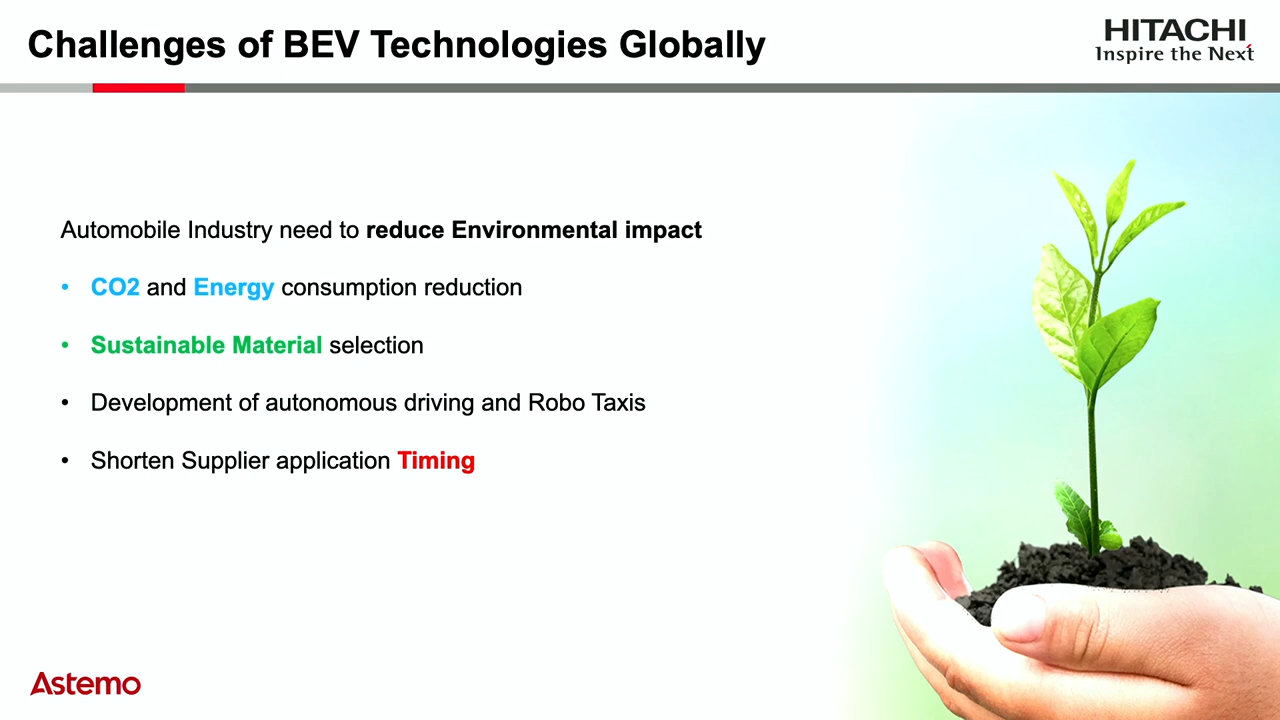 Challenges of BEV Technologies Globally
HITACHI
Inspire the Next
Automobile Industry need to reduce Environmental impact
• CO2 and Energy consumption reduction
• Sustainable Material selection
• Development of autonomous driving and Robo Taxis
• Shorten Supplier application Timing
Astemo